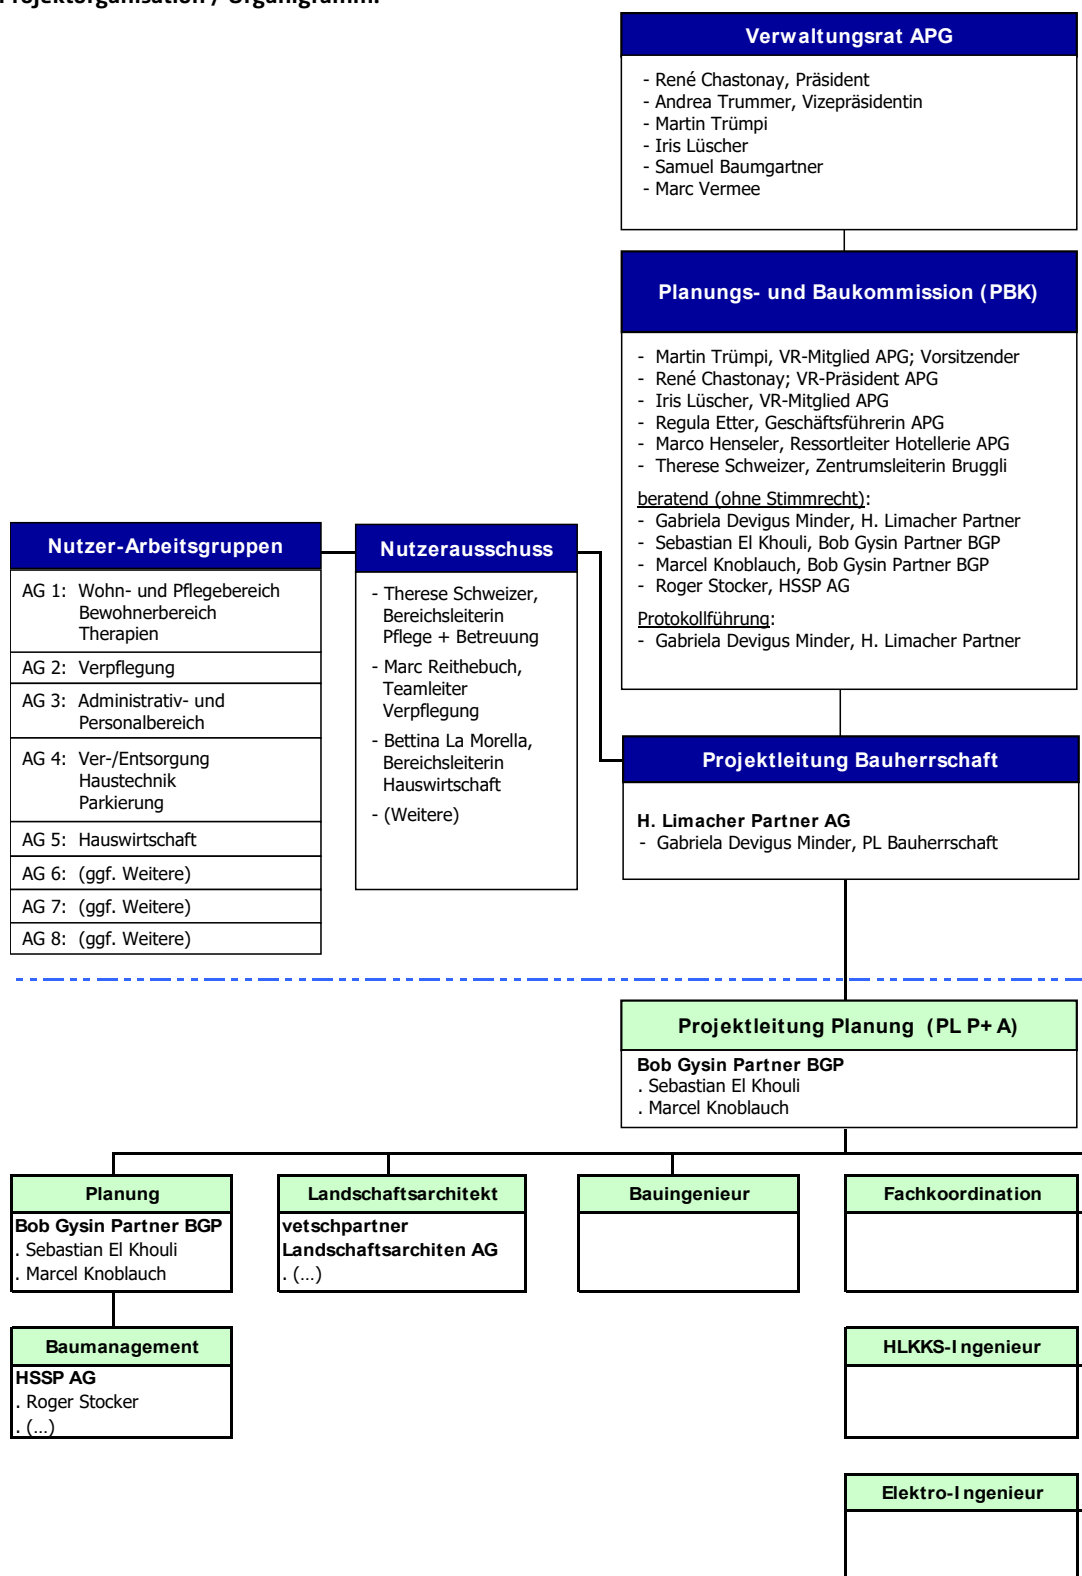 Projektorganisation / Organigramm:
Verwaltungsrat APG
- René Chastonay, Präsident
- Andrea Trummer, Vizepräsidentin
- Martin Trümpi
- Iris Lüscher
- Samuel Baumgartner
- Marc Vermee
Planungs- und Baukommission (PBK)
- Martin Trümpi, VR-Mitglied APG; Vorsitzender
- René Chastonay; VR-Präsident APG
- Iris Lüscher, VR-Mitglied APG
- Regula Etter, Geschäftsführerin APG
- Marco Henseler, Ressortleiter Hotellerie APG
- Therese Schweizer, Zentrumsleiterin Bruggli
beratend (ohne Stimmrecht):
- Gabriela Devigus Minder, H. Limacher Partner
- Sebastian El Khouli, Bob Gysin Partner BGP
- Marcel Knoblauch, Bob Gysin Partner BGP
- Roger Stocker, HSSP AG
Protokollführung:
- Gabriela Devigus Minder, H. Limacher Partner
Nutzer-Arbeitsgruppen
AG 1: Wohn- und Pflegebereich
Bewohnerbereich
Therapien
AG 2: Verpflegung
AG 3: Administrativ- und
Personalbereich
AG 4: Ver-/Entsorgung
Haustechnik
Parkierung
AG 5: Hauswirtschaft
AG 6: (ggf. Weitere)
AG 7: (ggf. Weitere)
AG 8: (ggf. Weitere)
Nutzerausschuss
- Therese Schweizer,
Bereichsleiterin
Pflege + Betreuung
- Marc Reithebuch,
Teamleiter
Verpflegung
- Bettina La Morella,
Bereichsleiterin
Hauswirtschaft
- (Weitere)
Projektleitung Bauherrschaft
H. Limacher Partner AG
- Gabriela Devigus Minder, PL Bauherrschaft
Projektleitung Planung (PL P+A)
Bob Gysin Partner BGP
. Sebastian El Khouli
. Marcel Knoblauch
Planung
Bob Gysin Partner BGP
. Sebastian El Khouli
. Marcel Knoblauch
Landschaftsarchitekt
vetschpartner
Landschaftsarchiten AG
. (...)
Bauingenieur
Fachkoordination
Baumanagement
HSSP AG
. Roger Stocker
. (...)
HLKKS-Ingenieur
Elektro-Ingenieur